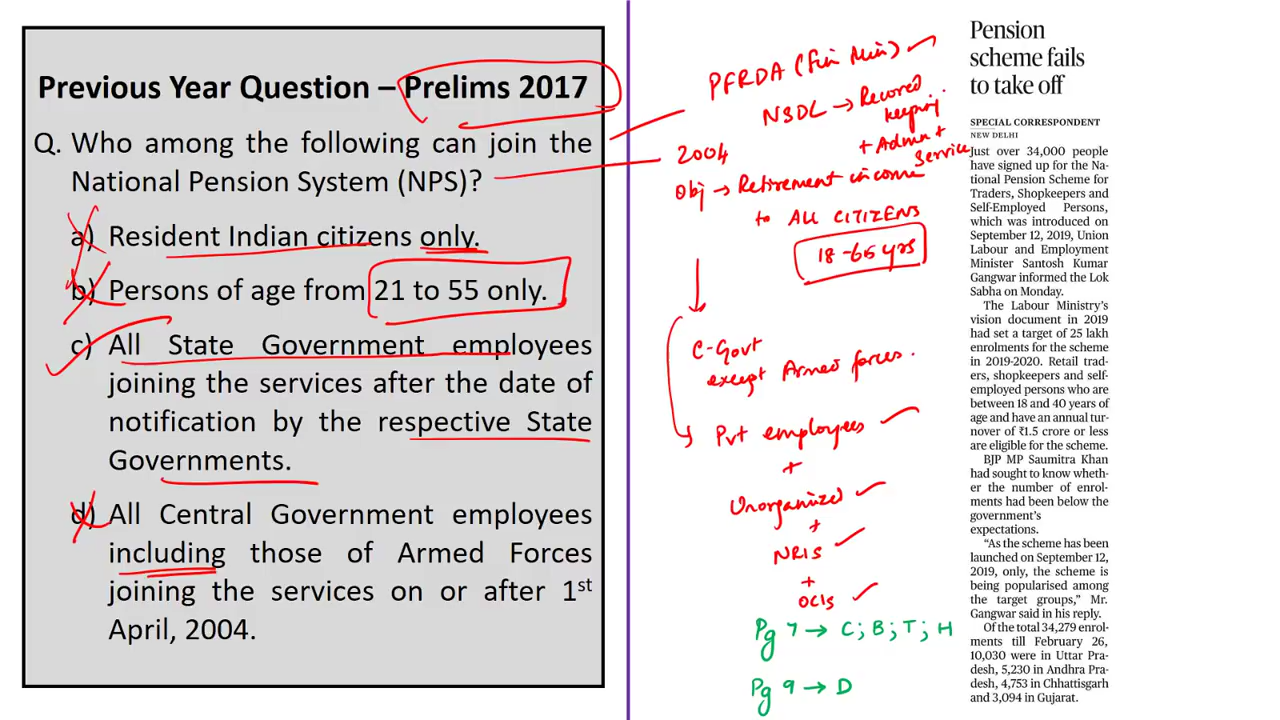 Previous Year Question – Prelims 2017
Q. Who among the following can join the
National Pension System (NPS)?
a) Resident Indian citizens only.
b) Persons of age from 21 to 55 only.
c) All State Government employees
joining the services after the date of
notification by the respective State
Governments.
d) All Central Government employees
including those of Armed Forces
joining the services on or after 1st
April, 2004.
PFRDA (Fin Min)
NSDL → Record
keeping
+ Admn +
Service
2004
Obj → Retirement income
to ALL CITIZENS
18-65 yrs
C-Govt
except Armed forces.
Pvt employees
+
Unorganized
+
NRIS
+
OCIs
Pg 7 → C; B; T; H
Pg 9 → D
Pension
scheme fails
to take off
SPECIAL CORRESPONDENT
NEW DELHI
Just over 34,000 people
have signed up for the Na-
tional Pension Scheme for
Traders, Shopkeepers and
Self-Employed Persons,
which was introduced on
September 12, 2019, Union
Labour and Employment
Minister Santosh Kumar
Gangwar informed the Lok
Sabha on Monday.
The Labour Ministry's
vision document in 2019
had set a target of 25 lakh
enrolments for the scheme
in 2019-2020. Retail trad-
ers, shopkeepers and self-
employed persons who are
between 18 and 40 years of
age and have an annual tur-
nover of ₹1.5 crore or less
are eligible for the scheme.
BJP MP Saumitra Khan
had sought to know wheth-
er the number of enrol-
ments had been below the
government's
expectations.
"As the scheme has been
launched on September 12,
2019, only, the scheme is
being popularised among
the target groups," Mr.
Gangwar said in his reply.
Of the total 34,279 enrol-
ments till February 26,
10,030 were in Uttar Pra-
desh, 5,230 in Andhra Pra-
desh, 4,753 in Chhattisgarh
and 3,094 in Gujarat.